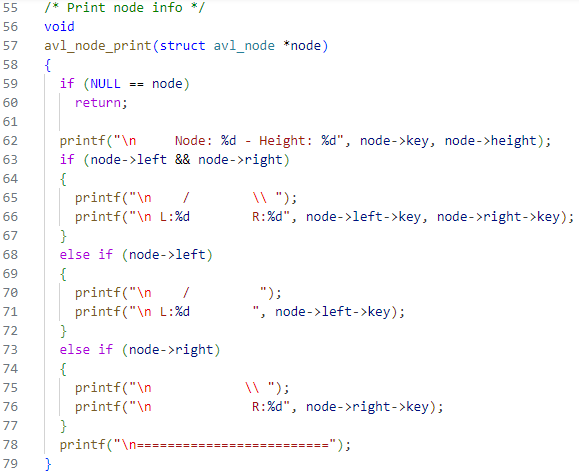 55 /* Print node info */
56 void
57 avl_node_print(struct avl_node *node)
58 {
59   if (NULL == node)
60     return;
61
62   printf("\n     Node: %d - Height: %d", node->key, node->height);
63   if (node->left && node->right)
64   {
65     printf("\n    /        \\ ");
66     printf("\n L:%d        R:%d", node->left->key, node->right->key);
67   }
68   else if (node->left)
69   {
70     printf("\n    /         ");
71     printf("\n L:%d        ", node->left->key);
72   }
73   else if (node->right)
74   {
75     printf("\n            \\ ");
76     printf("\n             R:%d", node->right->key);
77   }
78   printf("\n=========================");
79 }